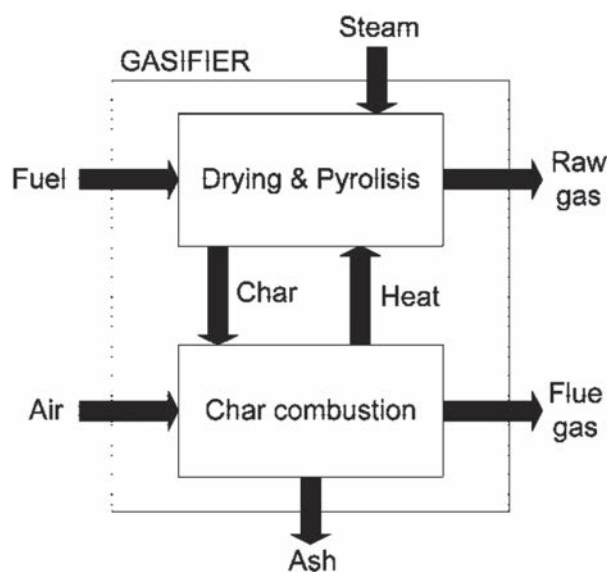 Steam
GASIFIER
Fuel
Drying & Pyrolisis
Raw
gas
Char
Heat
Air
Char combustion
Flue
gas
Ash